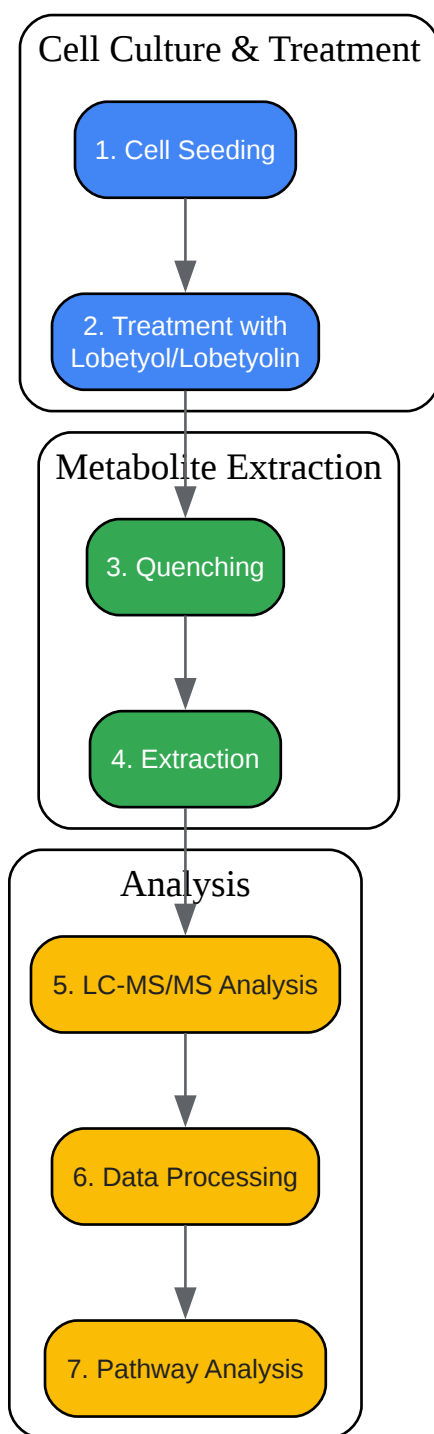 Cell Culture & Treatment
1. Cell Seeding
2. Treatment with
Lobetyol/Lobetyolin
Metabolite Extraction
3. Quenching
4. Extraction
Analysis
5. LC-MS/MS Analysis
6. Data Processing
7. Pathway Analysis